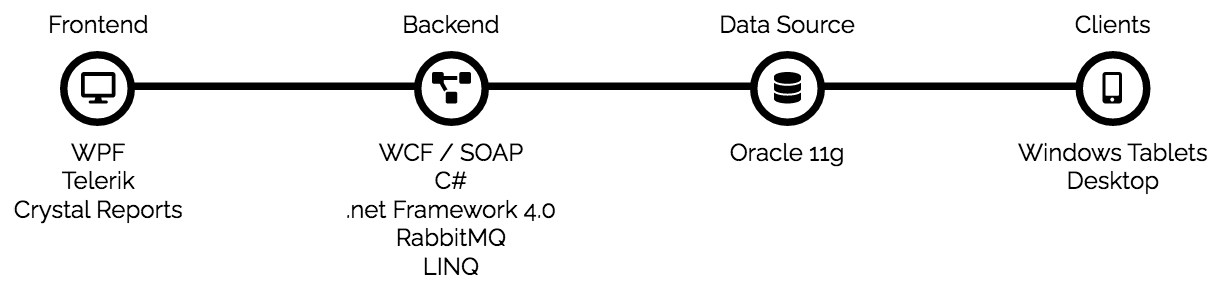 Frontend
Backend
Data Source
Clients
WPF
Telerik
Crystal Reports
WCF / SOAP
C#
.net Framework 4.0
RabbitMQ
LINQ
Oracle 11g
Windows Tablets
Desktop